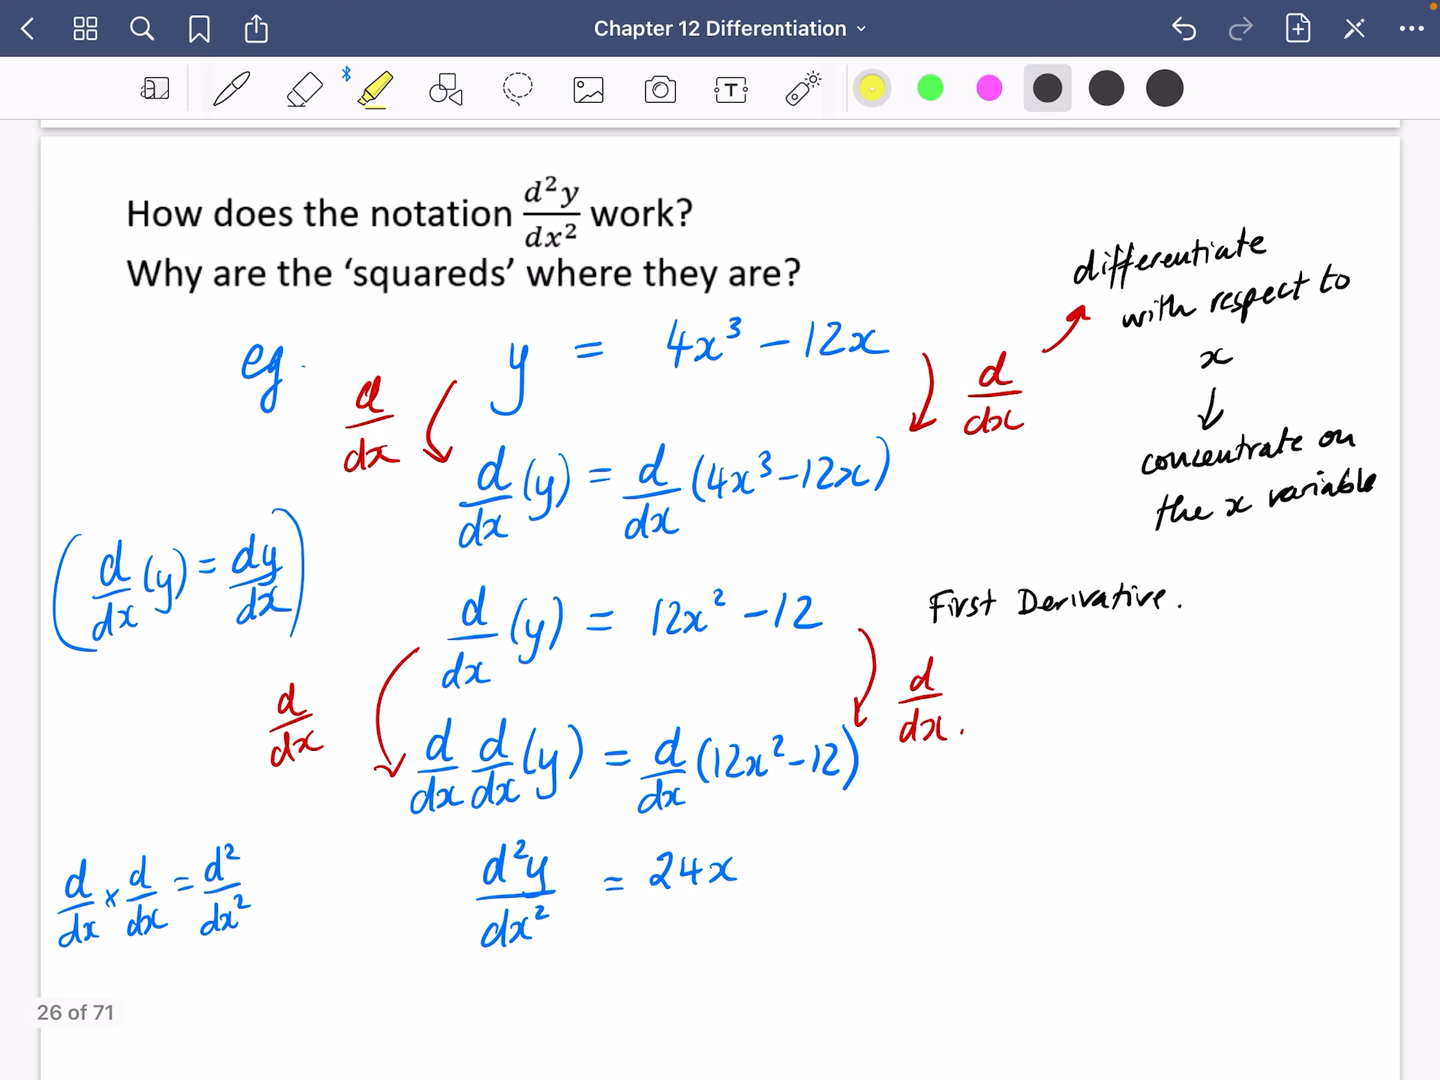 Chapter 12 Differentiation
How does the notation d²y/dx² work?
Why are the ‘squareds’ where they are?
differentiate
with respect to
x
↓
concentrate on
the x variable
eg. y = 4x³ − 12x
d/dx d/dx
d/dx (y) = d/dx (4x³ − 12x)
(d/dx (y) = dy/dx)
d/dx (y) = 12x² − 12 First Derivative.
d/dx d/dx.
d/dx d/dx (y) = d/dx (12x² − 12)
d/dx × d/dx = d²/dx²
d²y/dx² = 24x
26 of 71